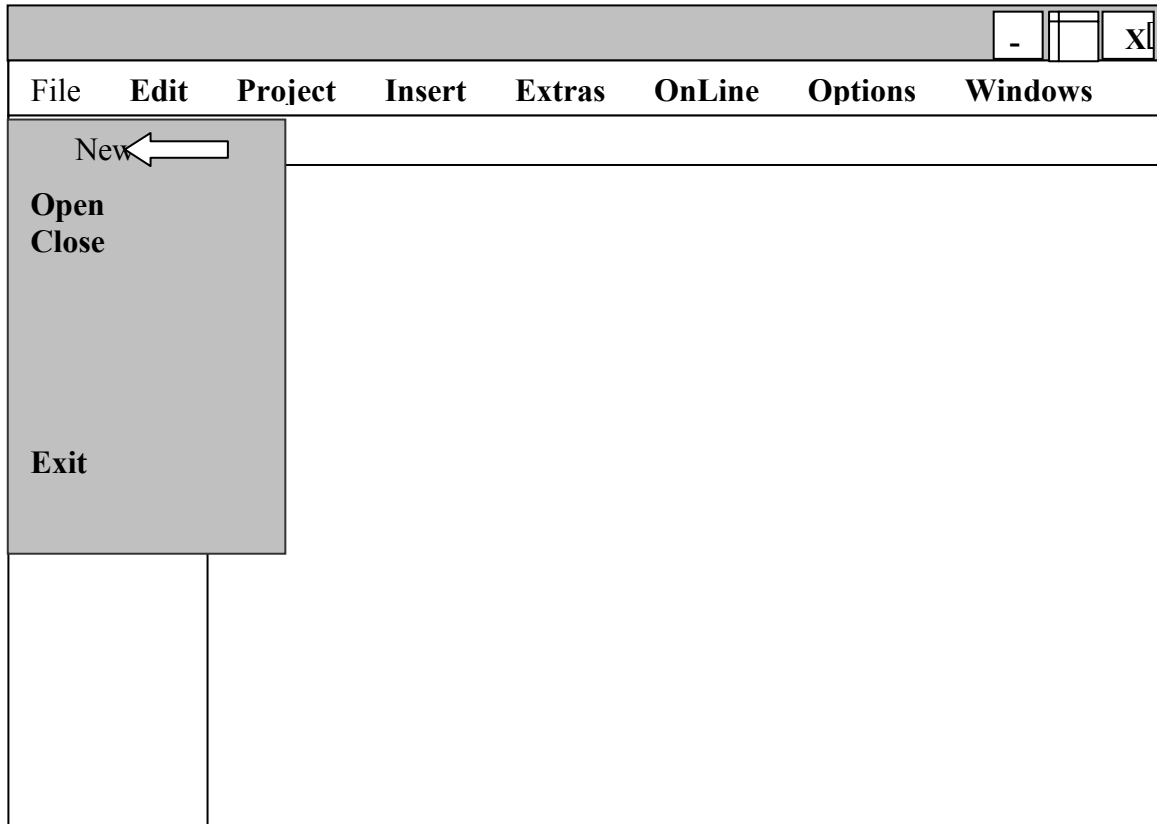 - X
File Edit Project Insert Extras OnLine Options Windows
New
Open
Close
Exit